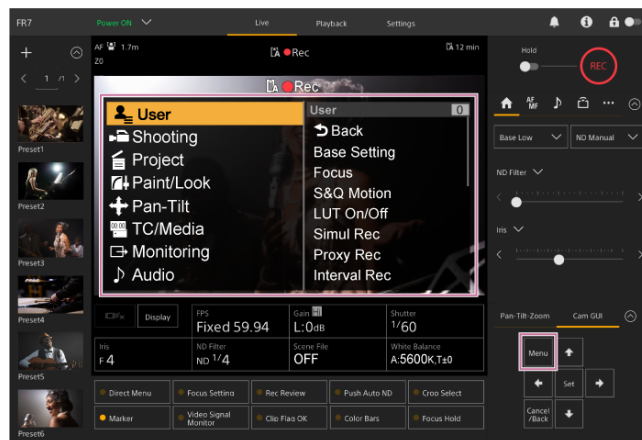 FR7 Power ON Live Playback Settings
AF 1.7m
Z0
Rec
12 min
Rec
1 /1
Preset1
Preset2
Preset3
Preset4
Preset5
Preset6
User
Shooting
Project
Paint/Look
Pan-Tilt
TC/Media
Monitoring
Audio
User 0
Back
Base Setting
Focus
S&Q Motion
LUT On/Off
Simul Rec
Proxy Rec
Interval Rec
Display
FPS
Fixed 59.94
Gain H
L:0dB
Shutter
1/60
Iris
F 4
ND Filter
ND 1/4
Scene File
OFF
White Balance
A:5600K,T±0
Direct Menu
Focus Setting
Rec Review
Push Auto ND
Crop Select
Marker
Video Signal Monitor
Clip Flag OK
Color Bars
Focus Hold
Hold
REC
AF MF
Base Low
ND Manual
ND Filter
Iris
Pan-Tilt-Zoom
Cam GUI
Menu
Set
Cancel
/Back